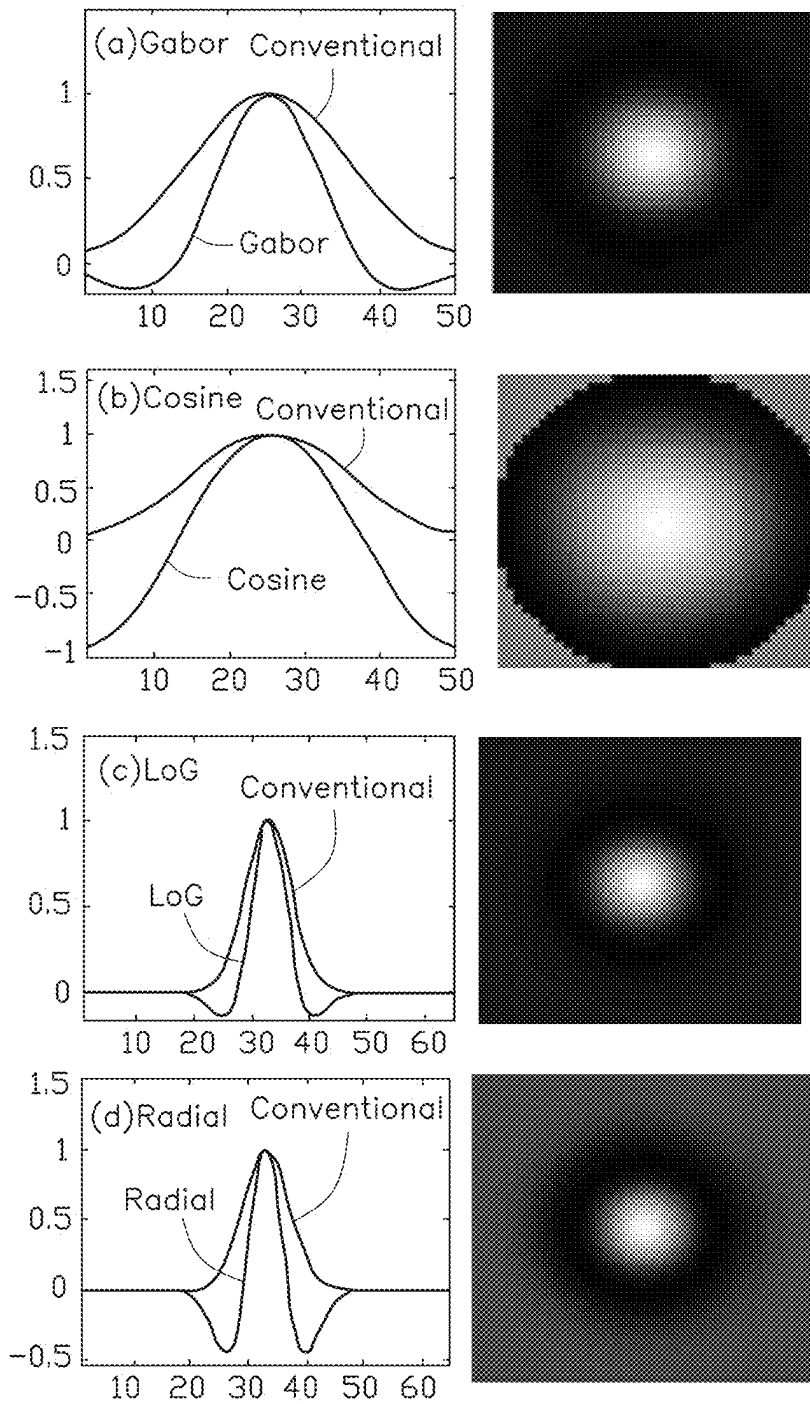 (a)Gabor Conventional
1
0.5
Gabor
0
10 20 30 40 50
1.5
(b)Cosine Conventional
1
0.5
0
Cosine
-0.5
-1
10 20 30 40 50
1.5
(c)LoG
Conventional
1
LoG
0.5
0
10 20 30 40 50 60
1.5
(d)Radial Conventional
1
Radial
0.5
0
-0.5
10 20 30 40 50 60